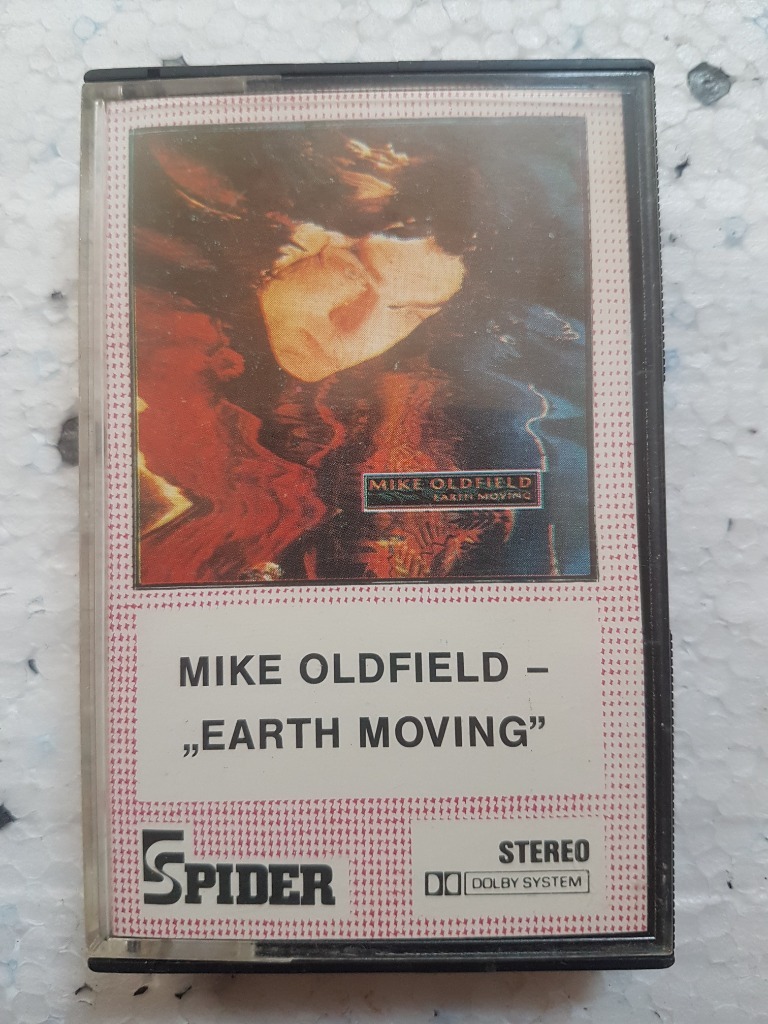 MIKE OLDFIELD
EARTH MOVING
MIKE OLDFIELD –
„EARTH MOVING”
SPIDER
STEREO
DOLBY SYSTEM